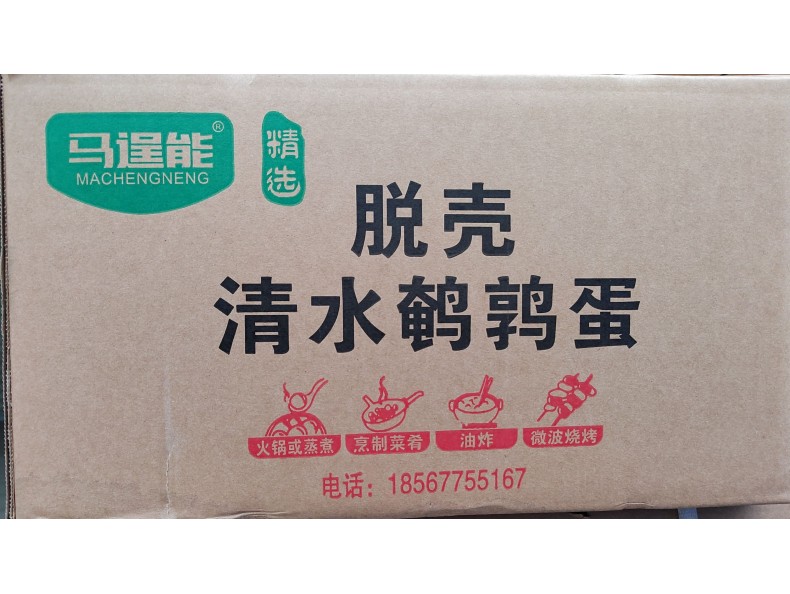 马逞能®
MACHENGNENG
精选
脱壳
清水鹌鹑蛋
火锅或蒸煮
烹制菜肴
油炸
微波烧烤
电话：18567755167